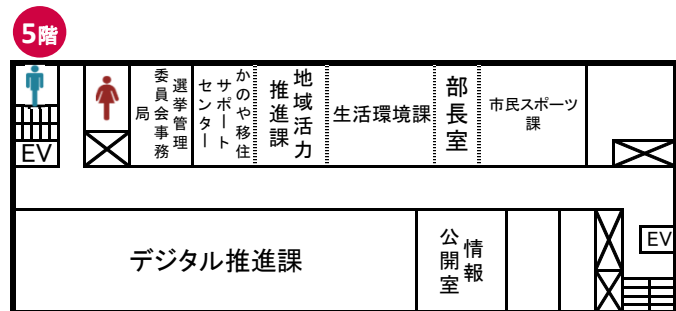 5階
EV
選挙管理
委員会事務
局
かのや移住
サポート
センター
地域活力
推進課
生活環境課
部長室
市民スポーツ
課
デジタル推進課
情報
公開室
EV